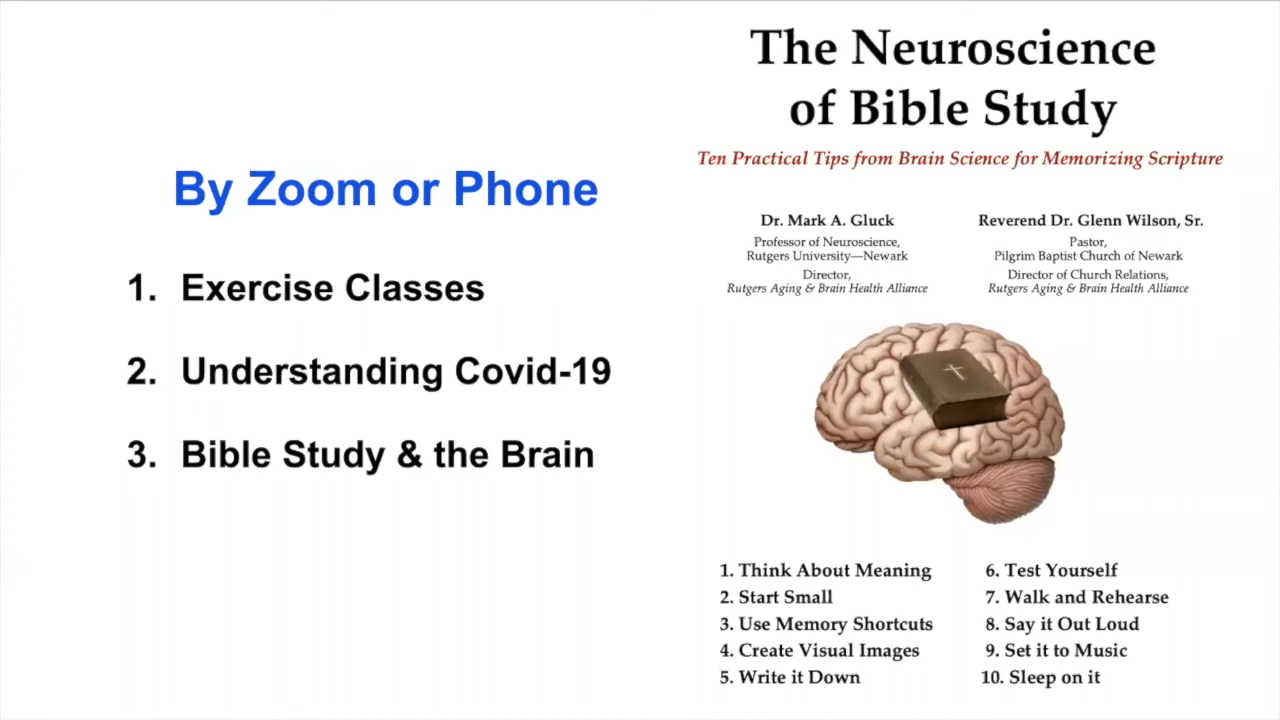 By Zoom or Phone
1. Exercise Classes
2. Understanding Covid-19
3. Bible Study & the Brain
The Neuroscience
of Bible Study
Ten Practical Tips from Brain Science for Memorizing Scripture
Dr. Mark A. Gluck
Professor of Neuroscience,
Rutgers University—Newark
Director,
Rutgers Aging & Brain Health Alliance
Reverend Dr. Glenn Wilson, Sr.
Pastor,
Pilgrim Baptist Church of Newark
Director of Church Relations,
Rutgers Aging & Brain Health Alliance
1. Think About Meaning
2. Start Small
3. Use Memory Shortcuts
4. Create Visual Images
5. Write it Down
6. Test Yourself
7. Walk and Rehearse
8. Say it Out Loud
9. Set it to Music
10. Sleep on it